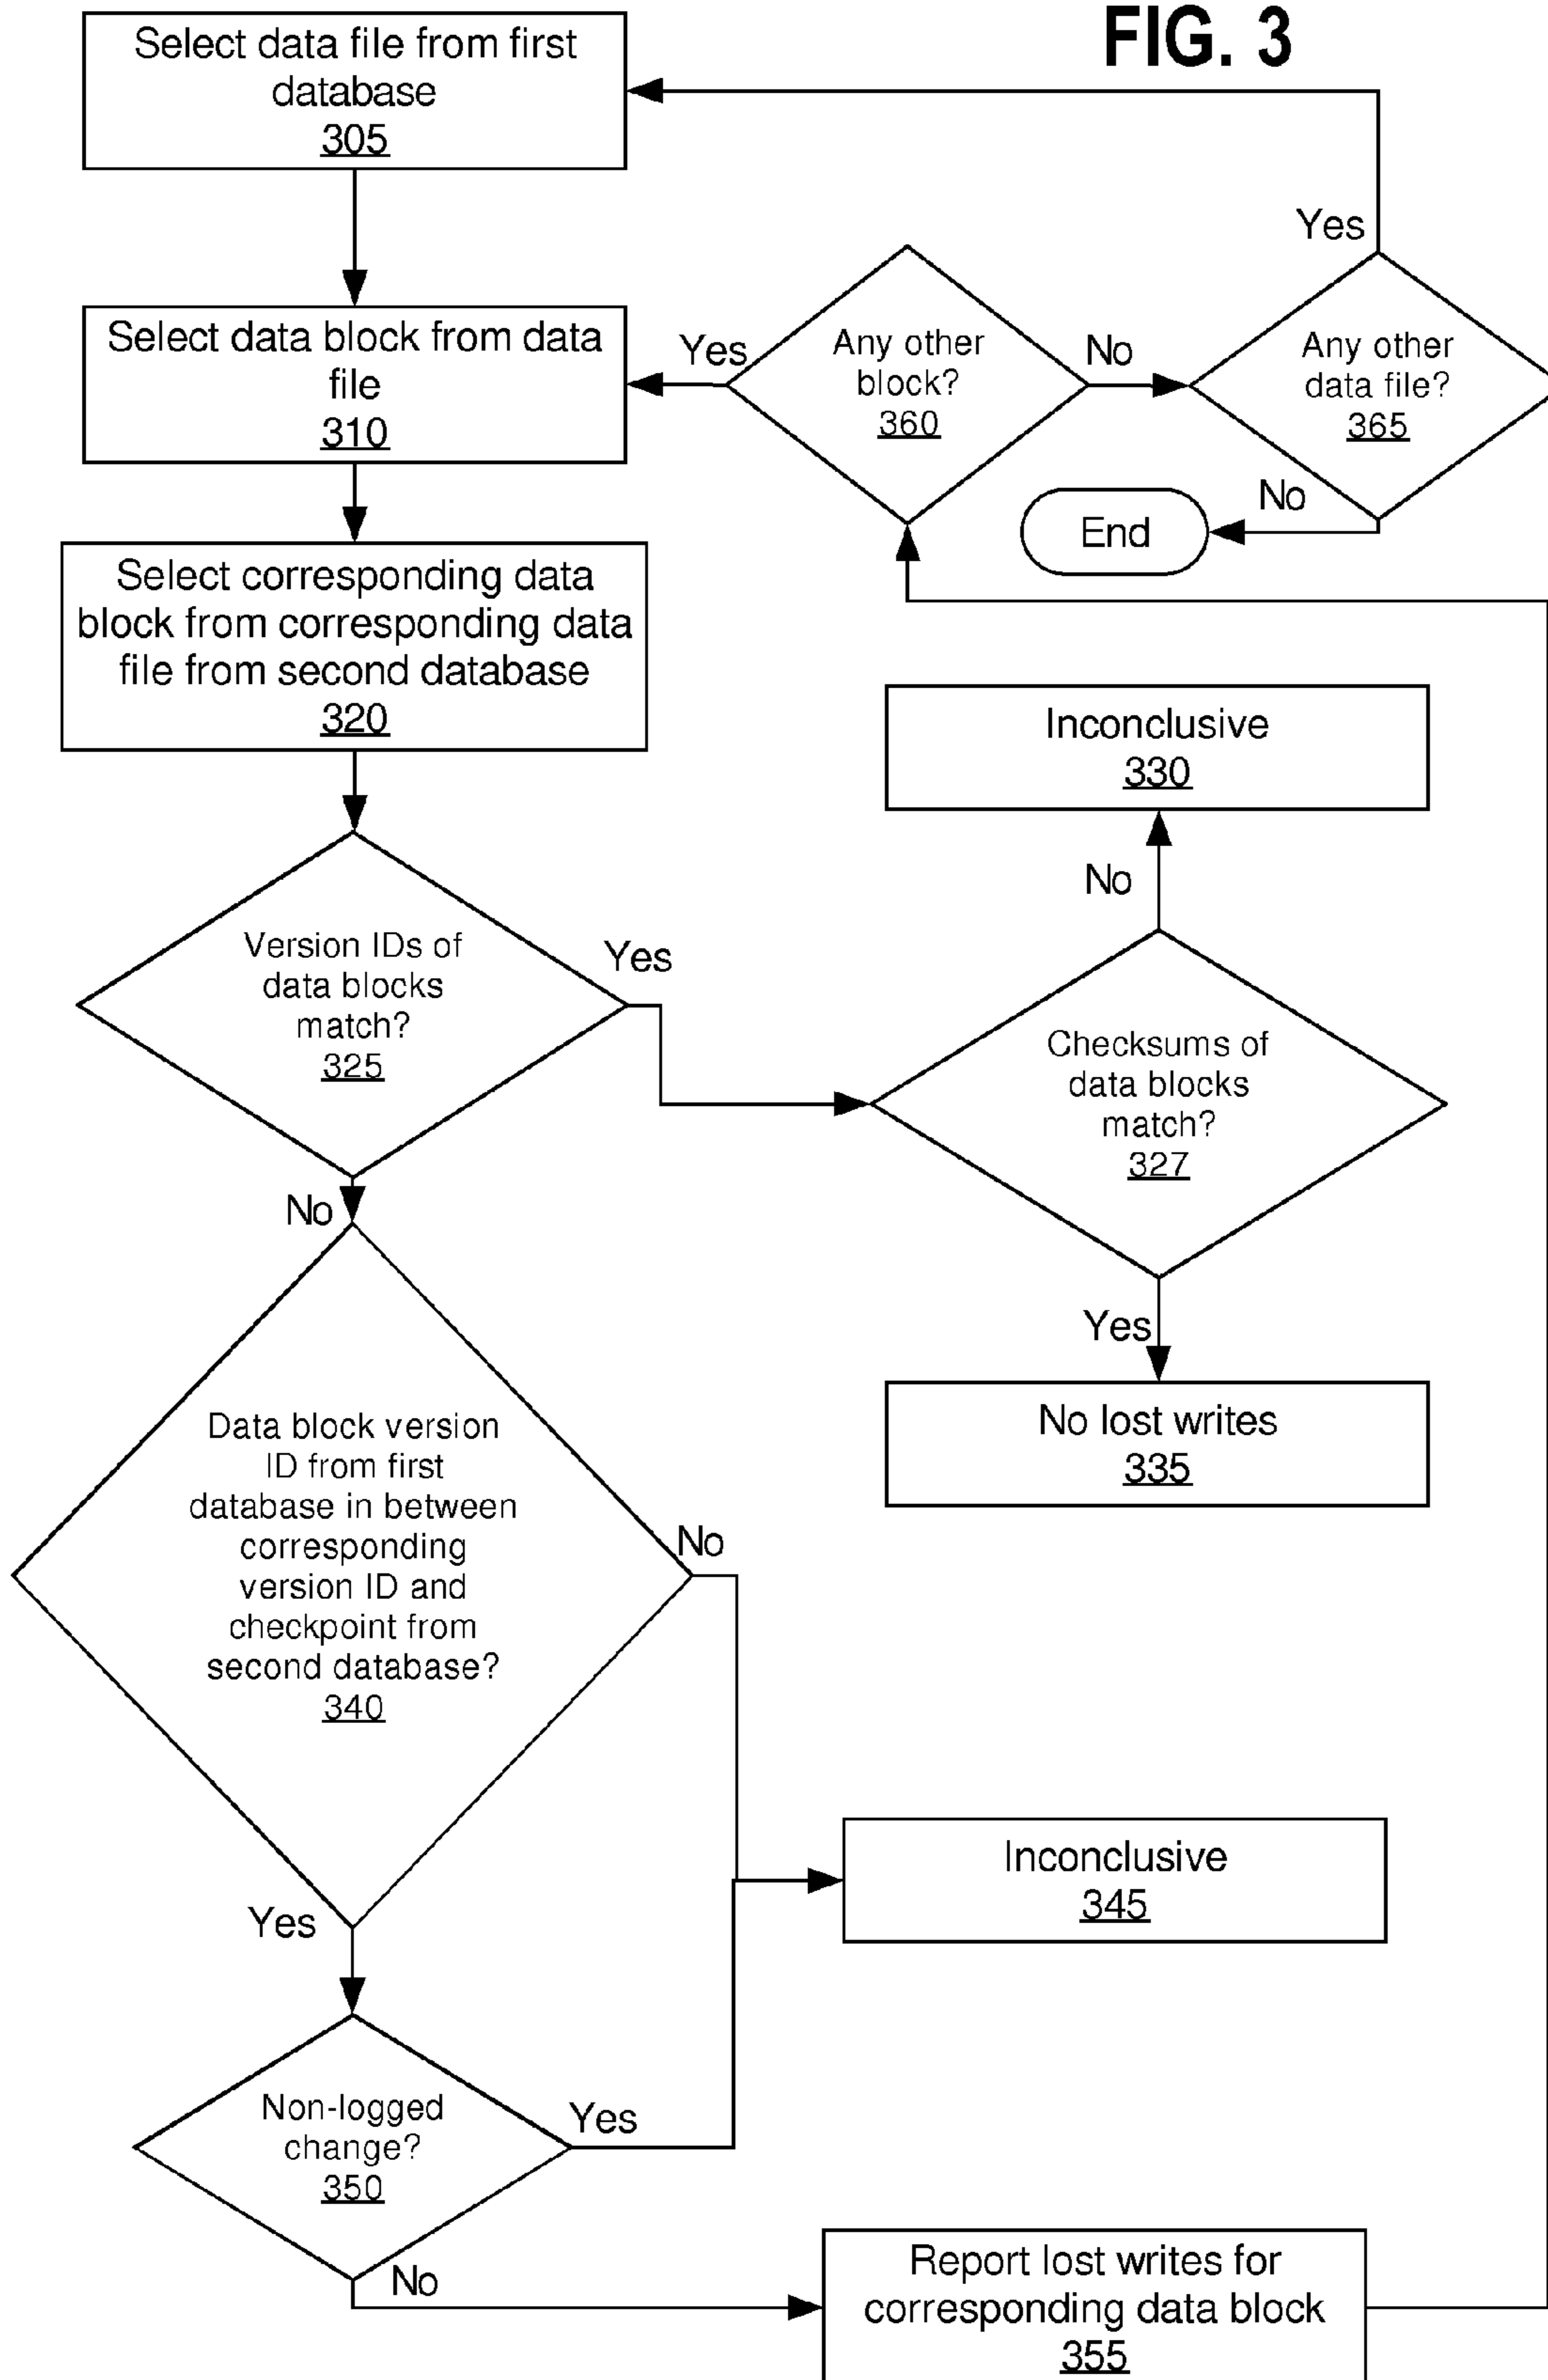 FIG. 3
Select data file from first
database
305
Yes
Select data block from data
file
310
Yes
Any other
block?
360
No
Any other
data file?
365
No
End
Select corresponding data
block from corresponding data
file from second database
320
Inconclusive
330
No
Version IDs of
data blocks
match?
325
Yes
Checksums of
data blocks
match?
327
No
Yes
No lost writes
335
Data block version
ID from first
database in between
corresponding
version ID and
checkpoint from
second database?
340
No
Inconclusive
345
Yes
Non-logged
change?
350
Yes
No
Report lost writes for
corresponding data block
355